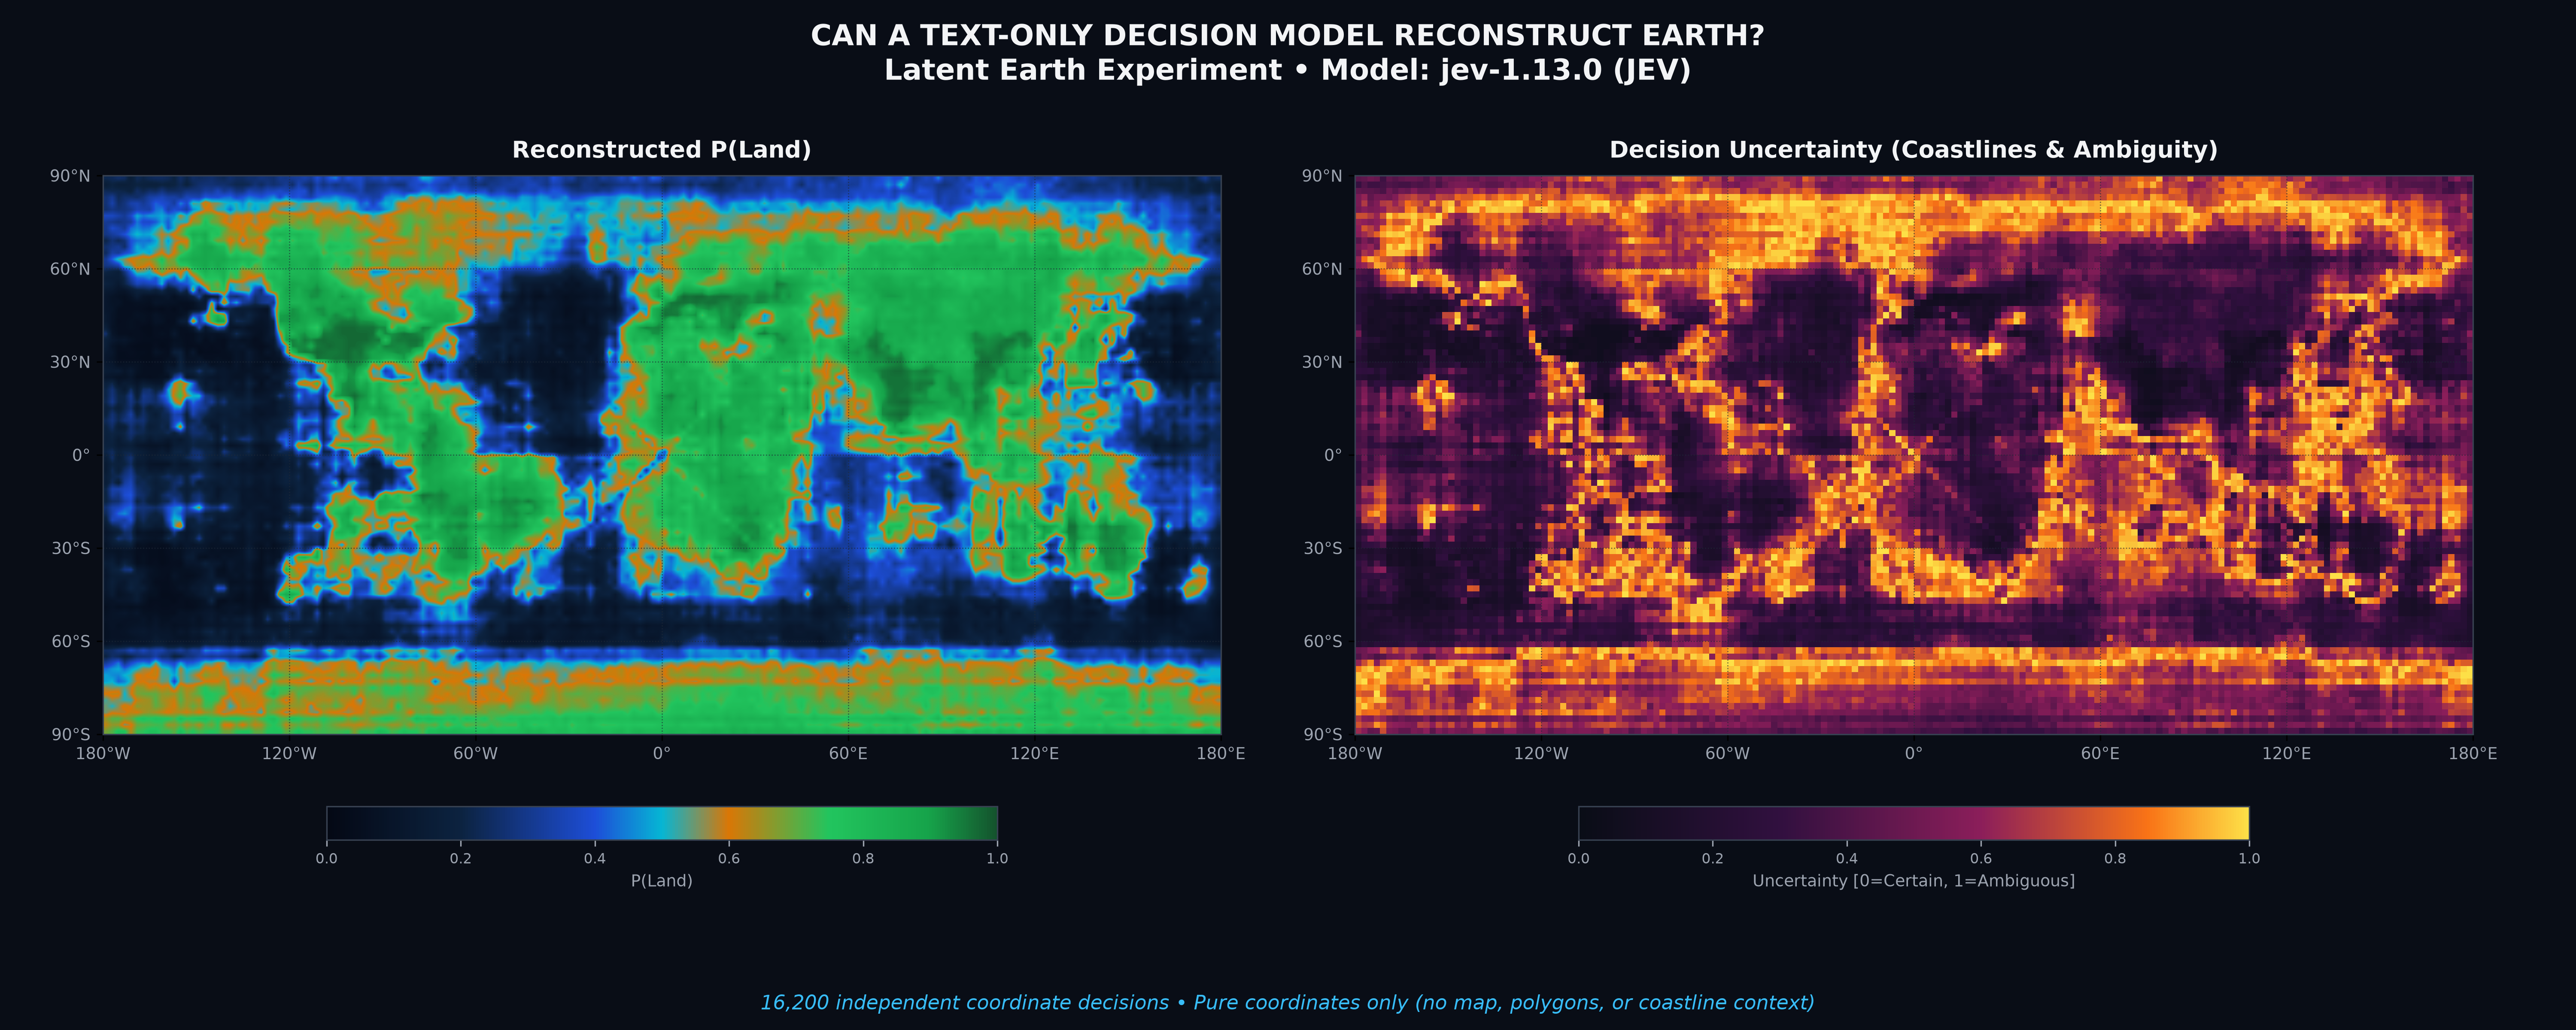 CAN A TEXT-ONLY DECISION MODEL RECONSTRUCT EARTH?
Latent Earth Experiment • Model: jev-1.13.0 (JEV)
Reconstructed P(Land)
90°N
60°N
30°N
0°
30°S
60°S
90°S
180°W 120°W 60°W 0° 60°E 120°E 180°E
0.0 0.2 0.4 0.6 0.8 1.0
P(Land)
Decision Uncertainty (Coastlines & Ambiguity)
90°N
60°N
30°N
0°
30°S
60°S
90°S
180°W 120°W 60°W 0° 60°E 120°E 180°E
0.0 0.2 0.4 0.6 0.8 1.0
Uncertainty [0=Certain, 1=Ambiguous]
16,200 independent coordinate decisions • Pure coordinates only (no map, polygons, or coastline context)